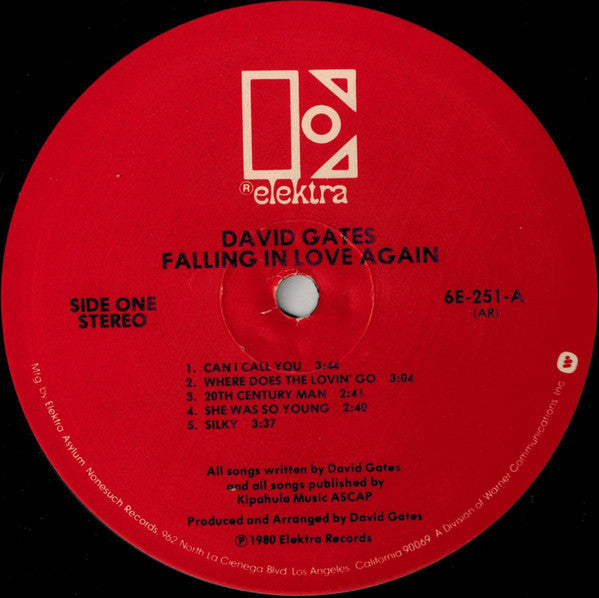 ® elektra
DAVID GATES
FALLING IN LOVE AGAIN
SIDE ONE
STEREO
6E-251-A
(AR)
1. CAN I CALL YOU 3:44
2. WHERE DOES THE LOVIN' GO 3:04
3. 20TH CENTURY MAN 2:41
4. SHE WAS SO YOUNG 2:40
5. SILKY 3:37
All songs written by David Gates
and all songs published by
Kipahula Music ASCAP
Produced and Arranged by David Gates
℗ 1980 Elektra Records
Mfg. by Elektra Asylum Nonesuch Records, 962 North La Cienega Blvd. Los Angeles, California 90069. A Division of Warner Communications Inc.